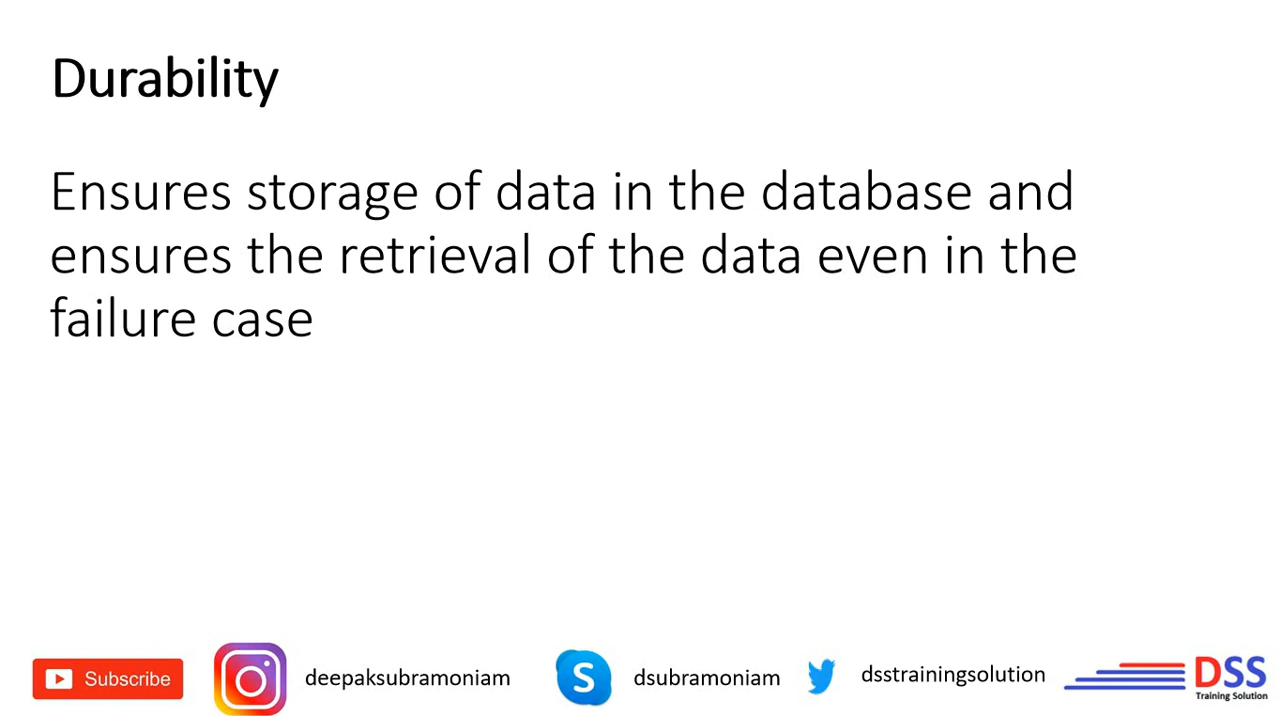 Durability
Ensures storage of data in the database and
ensures the retrieval of the data even in the
failure case
Subscribe
deepaksubramoniam
S
dsubramoniam
dsstrainingsolution
DSS
Training Solution